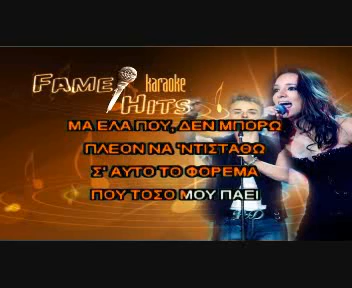 FAME karaoke
HITS
ΜΑ ΕΛΑ ΠΟΥ, ΔΕΝ ΜΠΟΡΩ
ΠΛΕΟΝ ΝΑ 'ΝΤΙΣΤΑΘΩ
Σ' ΑΥΤΟ ΤΟ ΦΟΡΕΜΑ
ΠΟΥ ΤΟΣΟ ΜΟΥ ΠΑΕΙ